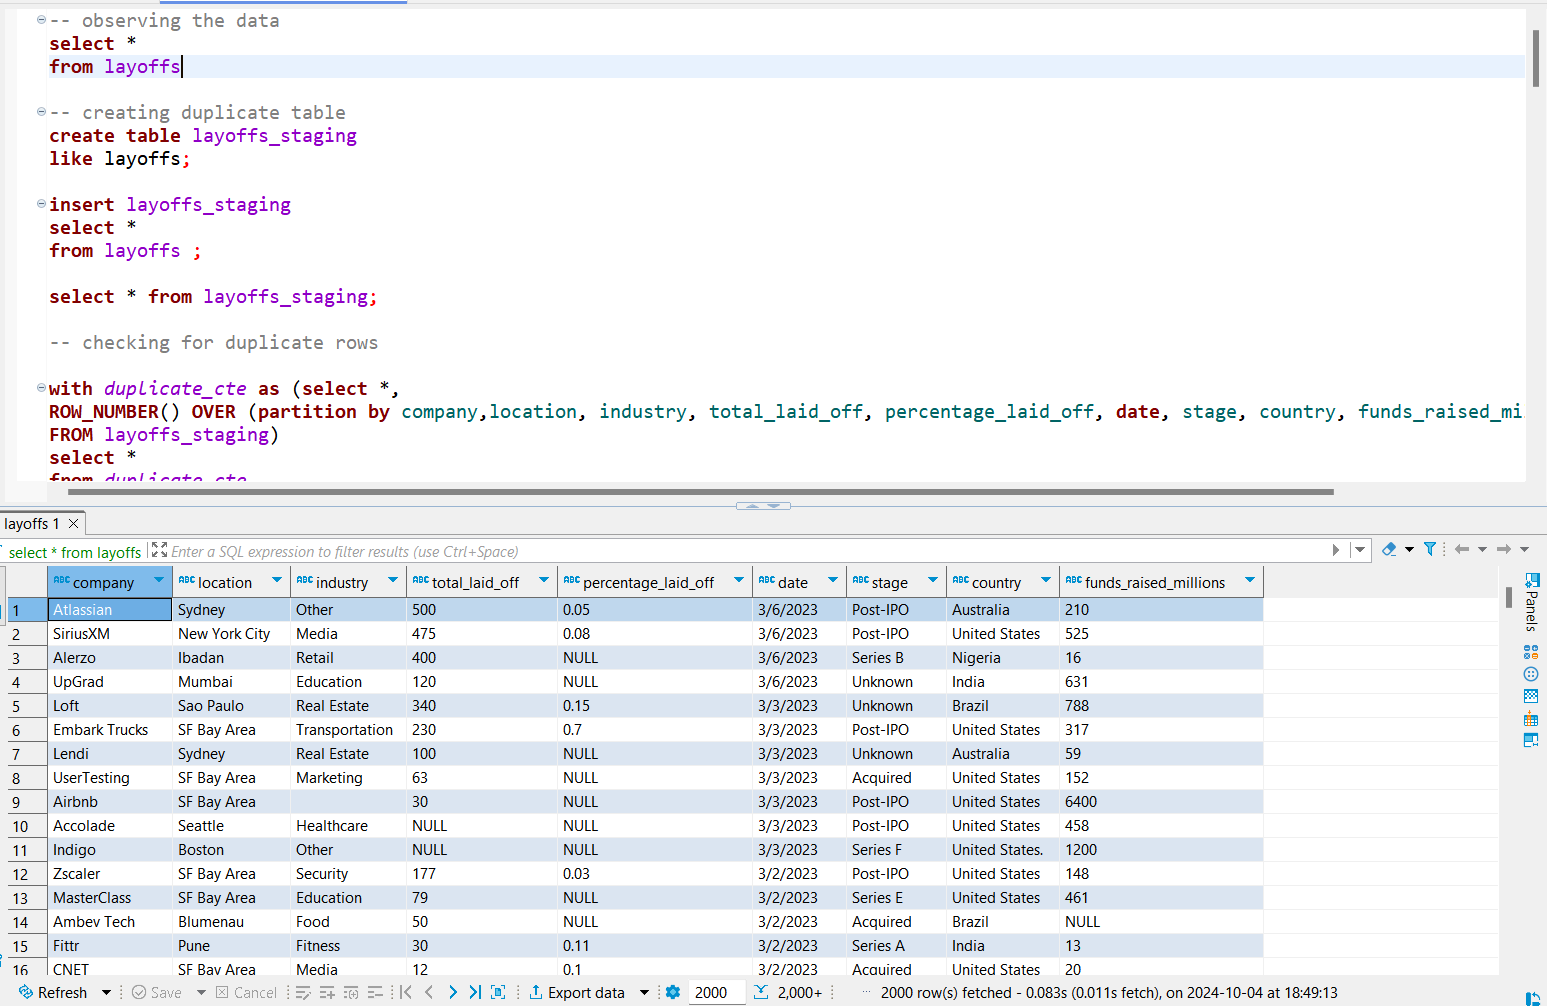 -- observing the data
select *
from layoffs
-- creating duplicate table
create table layoffs_staging
like layoffs;
insert layoffs_staging
select *
from layoffs ;
select * from layoffs_staging;
-- checking for duplicate rows
with duplicate_cte as (select *,
ROW_NUMBER() OVER (partition by company,location, industry, total_laid_off, percentage_laid_off, date, stage, country, funds_raised_mi
FROM layoffs_staging)
select *
from duplicate_cte
layoffs 1
select * from layoffs Enter a SQL expression to filter results (use Ctrl+Space)
ABC company ABC location ABC industry ABC total_laid_off ABC percentage_laid_off ABC date ABC stage ABC country ABC funds_raised_millions
1 Atlassian Sydney Other 500 0.05 3/6/2023 Post-IPO Australia 210
2 SiriusXM New York City Media 475 0.08 3/6/2023 Post-IPO United States 525
3 Alerzo Ibadan Retail 400 NULL 3/6/2023 Series B Nigeria 16
4 UpGrad Mumbai Education 120 NULL 3/6/2023 Unknown India 631
5 Loft Sao Paulo Real Estate 340 0.15 3/3/2023 Unknown Brazil 788
6 Embark Trucks SF Bay Area Transportation 230 0.7 3/3/2023 Post-IPO United States 317
7 Lendi Sydney Real Estate 100 NULL 3/3/2023 Unknown Australia 59
8 UserTesting SF Bay Area Marketing 63 NULL 3/3/2023 Acquired United States 152
9 Airbnb SF Bay Area 30 NULL 3/3/2023 Post-IPO United States 6400
10 Accolade Seattle Healthcare NULL NULL 3/3/2023 Post-IPO United States 458
11 Indigo Boston Other NULL NULL 3/3/2023 Series F United States. 1200
12 Zscaler SF Bay Area Security 177 0.03 3/2/2023 Post-IPO United States 148
13 MasterClass SF Bay Area Education 79 NULL 3/2/2023 Series E United States 461
14 Ambev Tech Blumenau Food 50 NULL 3/2/2023 Acquired Brazil NULL
15 Fittr Pune Fitness 30 0.11 3/2/2023 Series A India 13
16 CNET SF Bay Area Media 12 0.1 3/2/2023 Acquired United States 20
Panels
Refresh Save Cancel Export data 2000 2,000+ 2000 row(s) fetched - 0.083s (0.011s fetch), on 2024-10-04 at 18:49:13